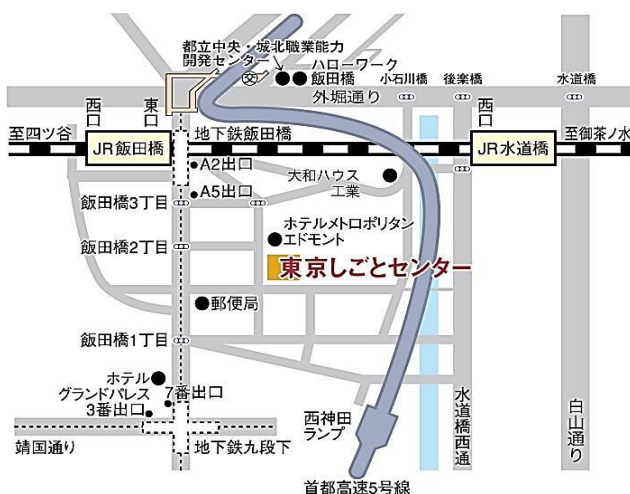 都立中央・城北職業能力
開発センター
ハローワーク
飯田橋
小石川橋
後楽橋
水道橋
外堀通り
西口
東口
西口
至四ツ谷
JR飯田橋
地下鉄飯田橋
JR水道橋
至御茶ノ水
A2出口
大和ハウス
工業
A5出口
飯田橋3丁目
ホテルメトロポリタン
エドモント
飯田橋2丁目
東京しごとセンター
郵便局
飯田橋1丁目
ホテル
グランドパレス
7番出口
3番出口
西神田
ランプ
水道橋西通
白山通り
靖国通り
地下鉄九段下
首都高速5号線